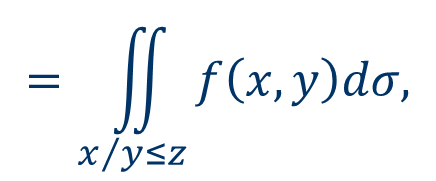 = ∬ f(x, y)dσ,
x/y≤z